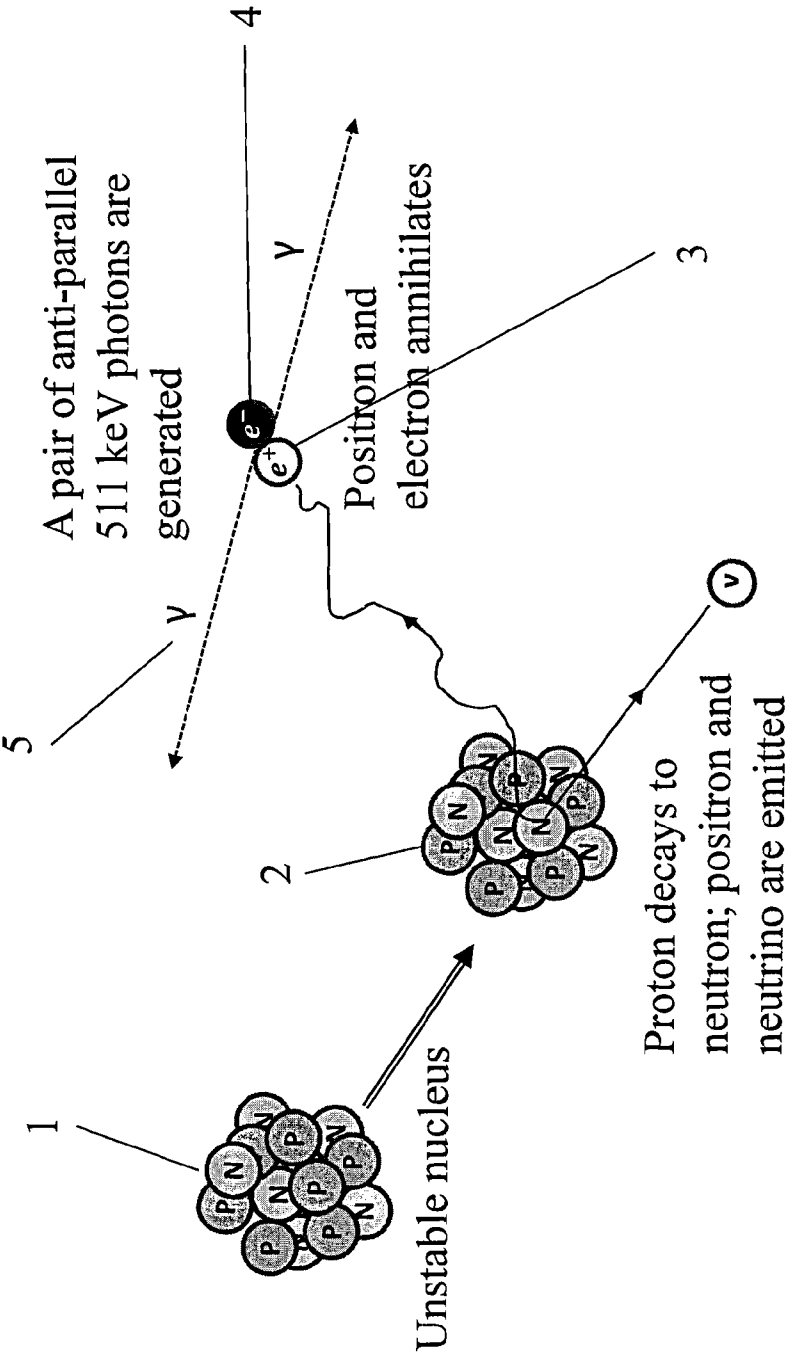 1
P
N
N
P
N
P
N
P
P
N
P
N
Unstable nucleus
2
P
N
N
P
N
P
N
N
P
N
P
N
Proton decays to
neutron; positron and
neutrino are emitted
ν
5
γ
A pair of anti-parallel
511 keV photons are
generated
4
e⁻
e⁺
γ
Positron and
electron annihilates
3